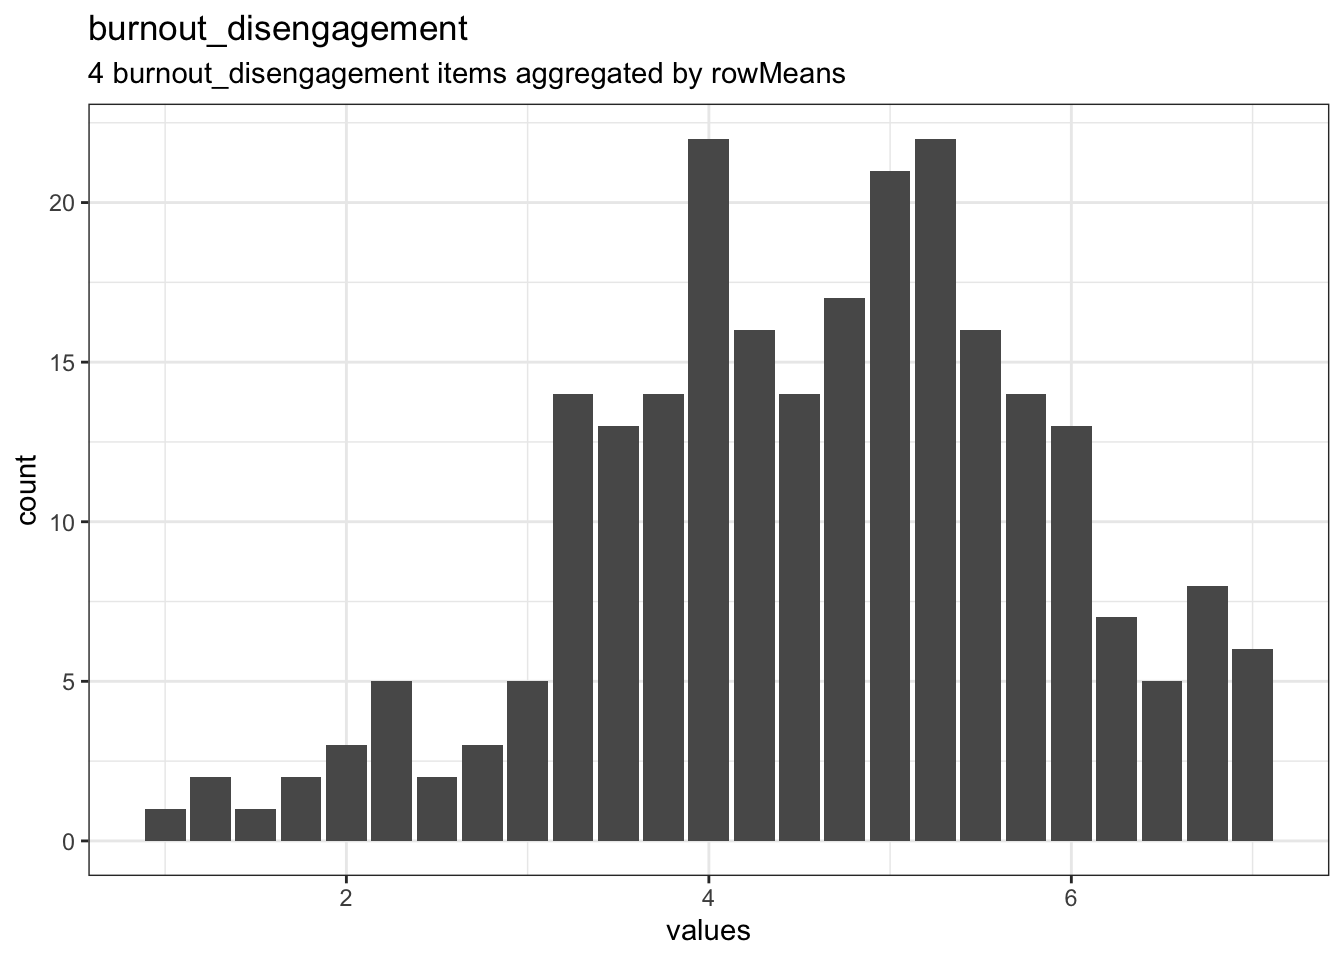 burnout_disengagement
4 burnout_disengagement items aggregated by rowMeans
20
15
10
5
0
count
2 4 6
values